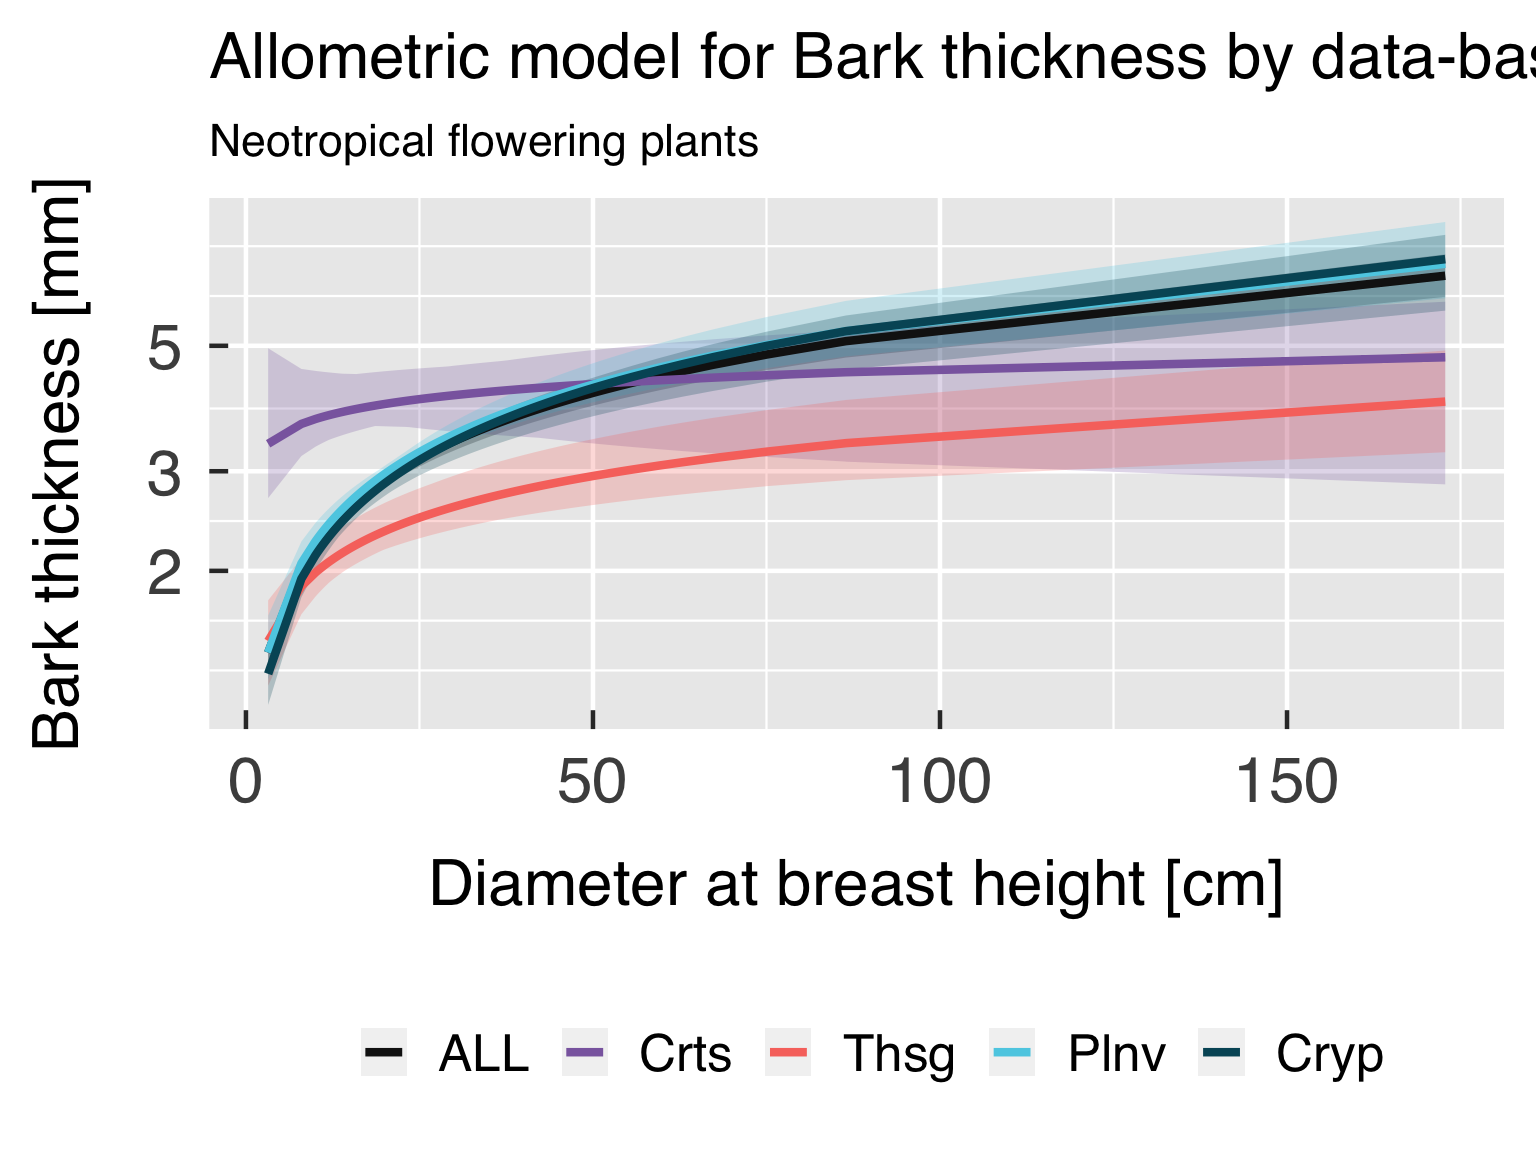 Allometric model for Bark thickness by data-bas
Neotropical flowering plants
Bark thickness [mm]
5
3
2
0 50 100 150
Diameter at breast height [cm]
ALL Crts Thsg Plnv Cryp